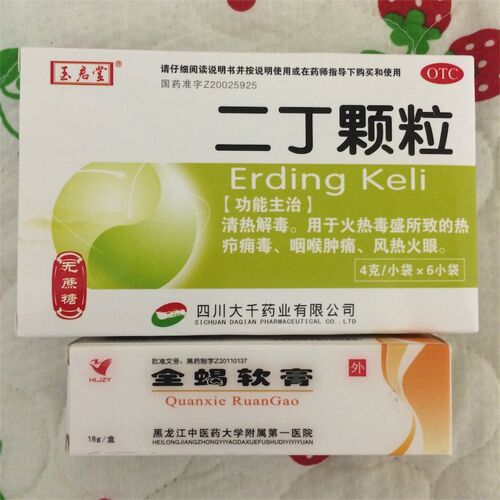 玉君堂®
请仔细阅读说明书并按说明使用或在药师指导下购买和使用
OTC
国药准字Z20025925
二丁颗粒
Erding Keli
【功能主治】
清热解毒。用于火热毒盛所致的热
疖痈毒、咽喉肿痛、风热火眼。
4克/小袋×6小袋
无蔗糖
四川大千药业有限公司
SICHUAN DAQIAN PHARMACEUTICAL CO.,LTD
批准文号：黑药制字Z20110137
外
HLJZY
全蝎软膏
Quanxie RuanGao
16g/盒
黑龙江中医药大学附属第一医院
HEILONGJIANGZHONGYIYAODAXUEFUSHUDIYIYIYUAN